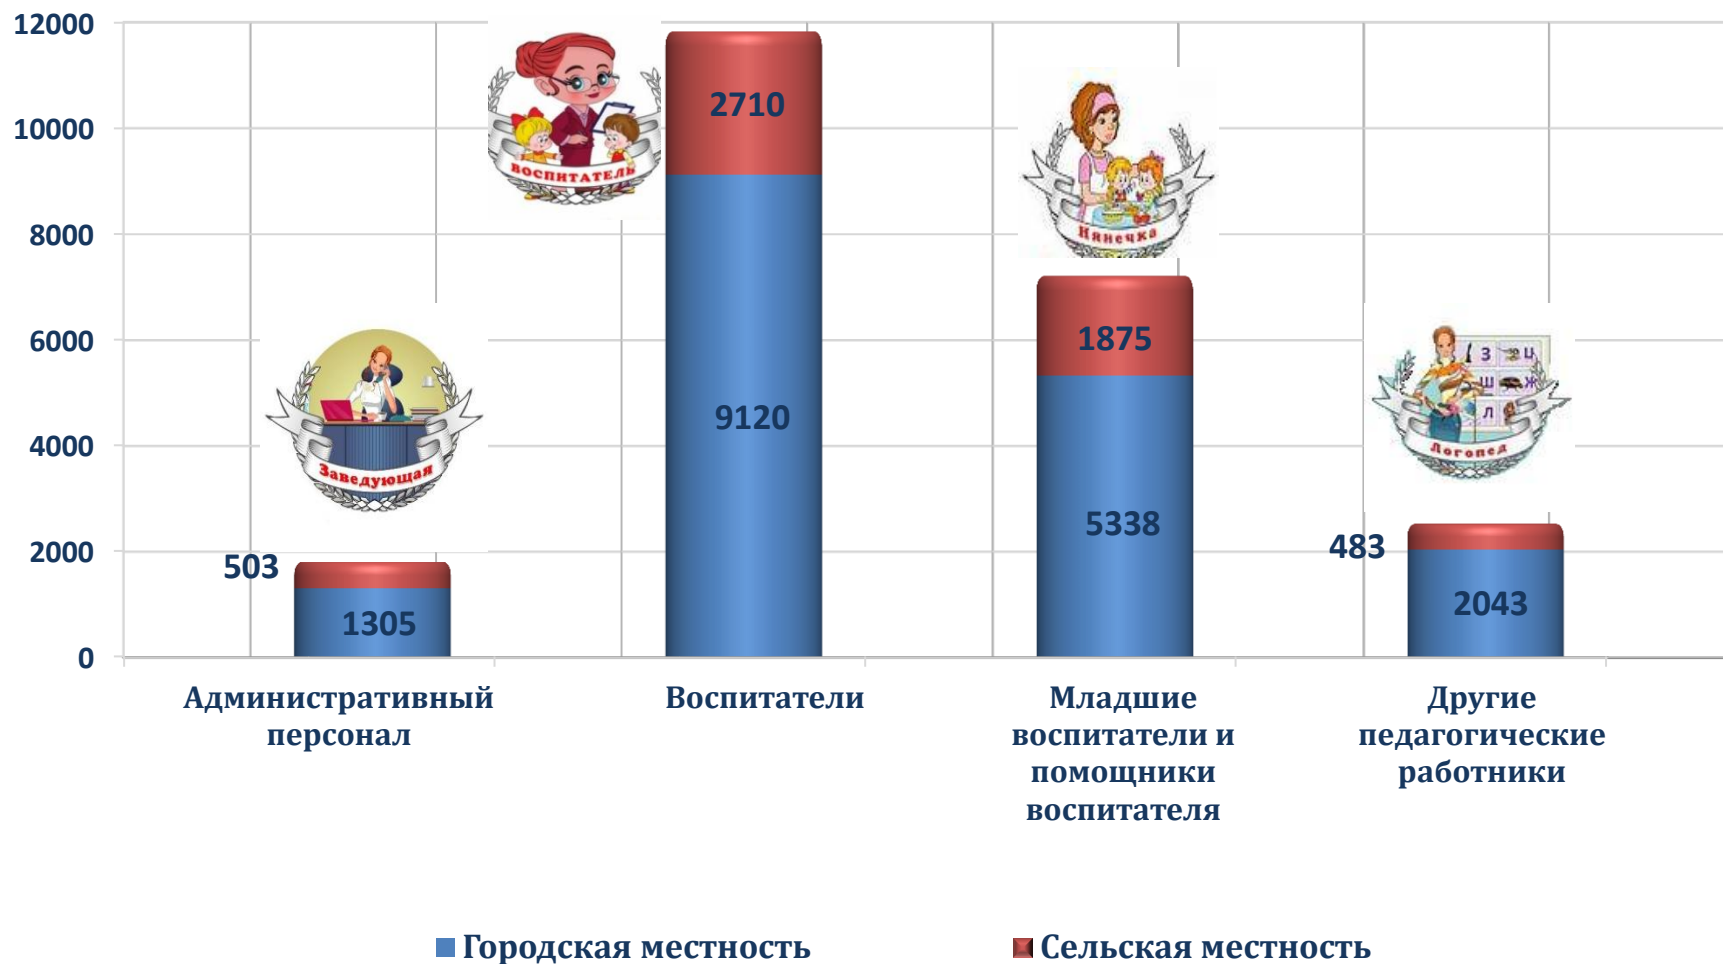 12000
10000
8000
6000
4000
2000
0
ВОСПИТАТЕЛЬ
2710
9120
Нянечка
1875
5338
Заведующая
503
1305
З Ц
Ш Ж
Л
Логопед
483
2043
Административный
персонал
Воспитатели
Младшие
воспитатели и
помощники
воспитателя
Другие
педагогические
работники
Городская местность
Сельская местность